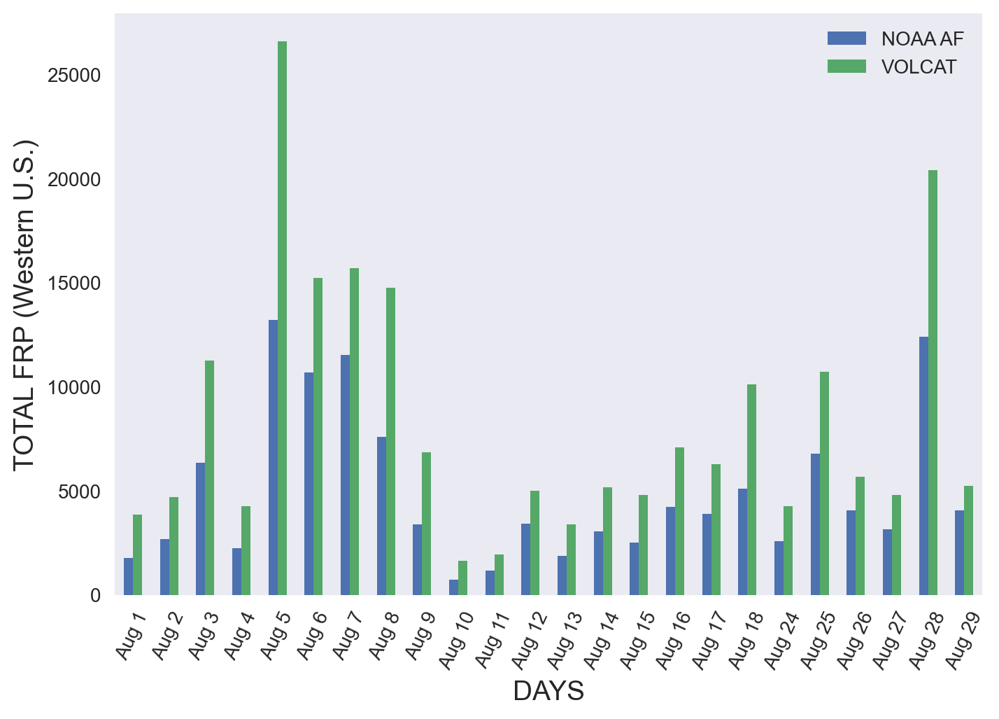 NOAA AF
VOLCAT
TOTAL FRP (Western U.S.)
25000
20000
15000
10000
5000
0
Aug 1
Aug 2
Aug 3
Aug 4
Aug 5
Aug 6
Aug 7
Aug 8
Aug 9
Aug 10
Aug 11
Aug 12
Aug 13
Aug 14
Aug 15
Aug 16
Aug 17
Aug 18
Aug 24
Aug 25
Aug 26
Aug 27
Aug 28
Aug 29
DAYS